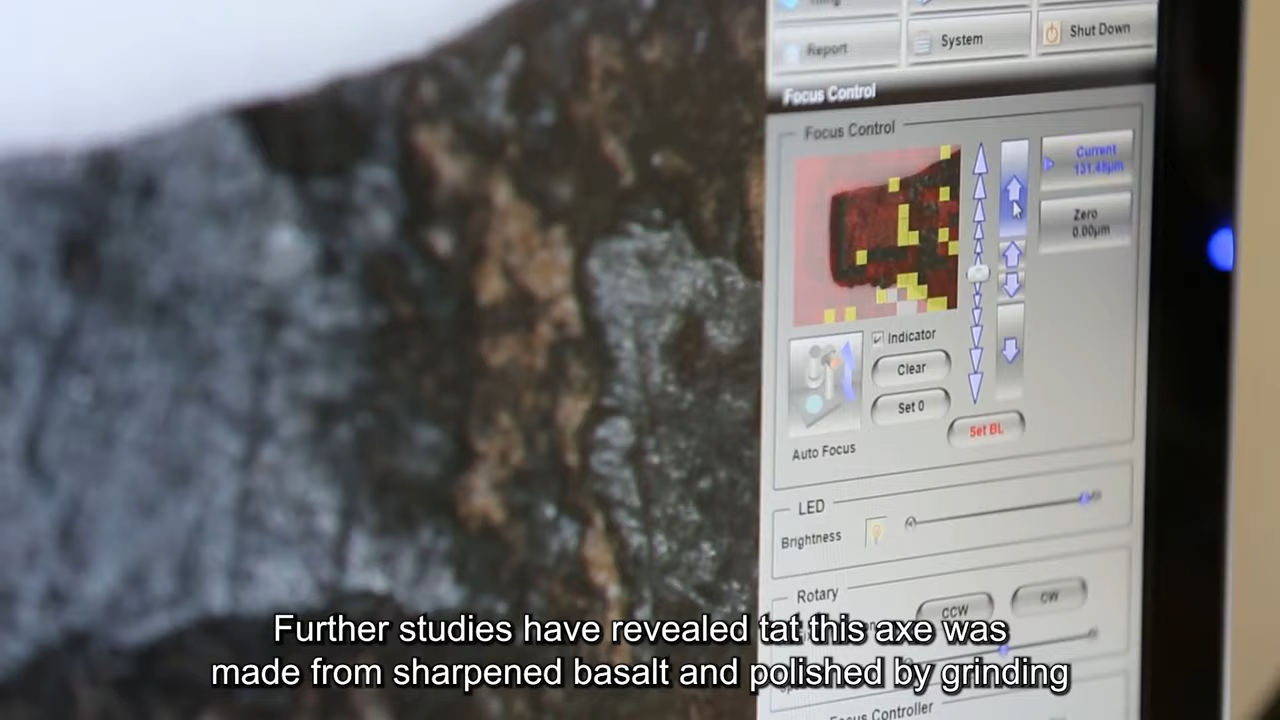 Report
System
Shut Down
Focus Control
Focus Control
Current
131.48µm
Zero
0.00µm
Indicator
Clear
Set 0
Set BL
Auto Focus
LED
Brightness
Rotary
CCW
CW
Further studies have revealed tat this axe was
made from sharpened basalt and polished by grinding
Focus Controller